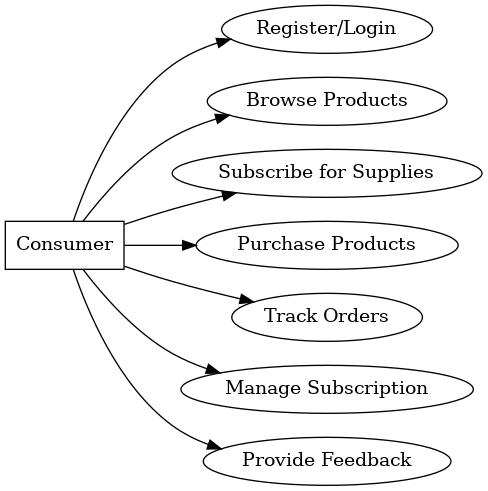 Register/Login
Browse Products
Subscribe for Supplies
Consumer
Purchase Products
Track Orders
Manage Subscription
Provide Feedback